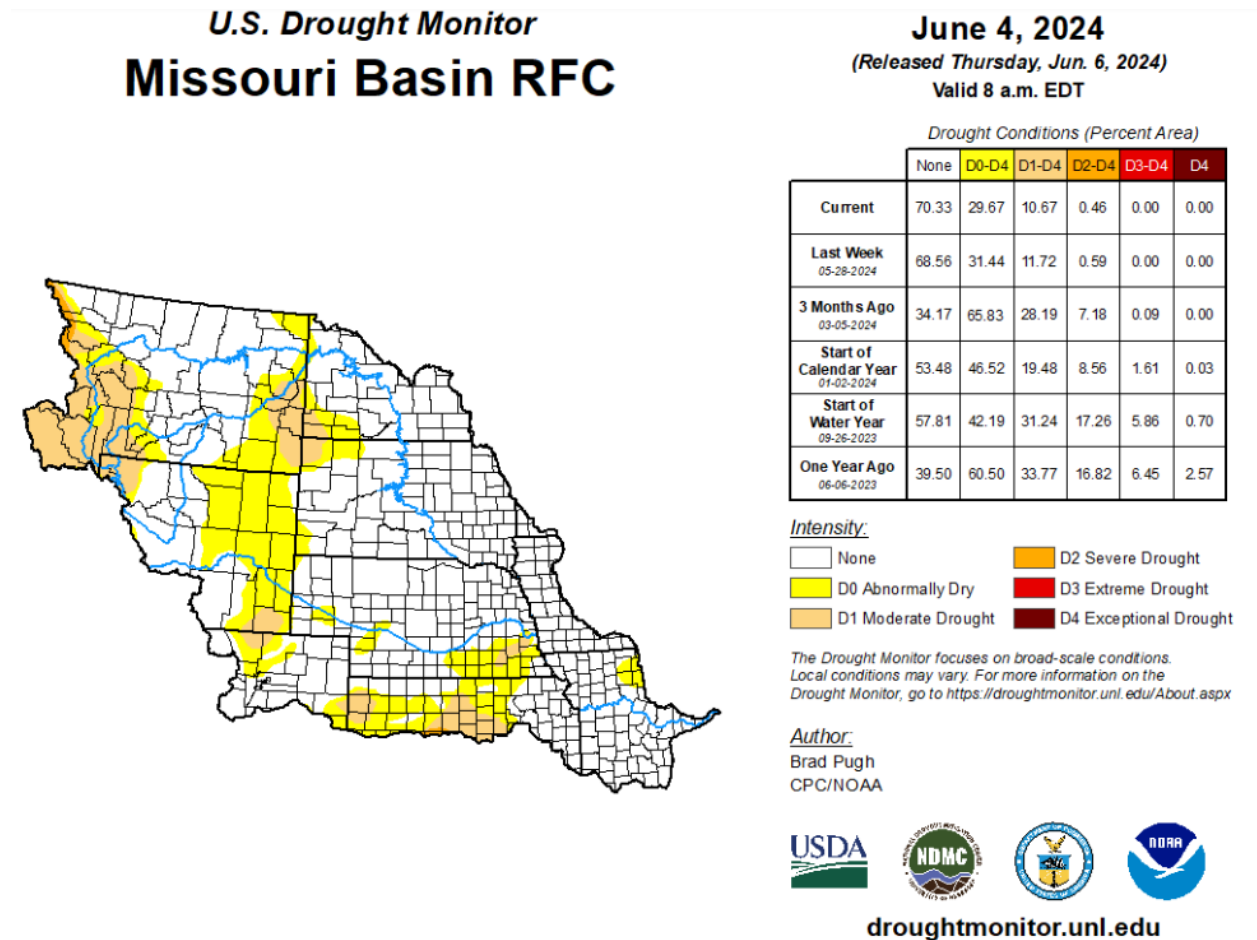 U.S. Drought Monitor
Missouri Basin RFC
June 4, 2024
(Released Thursday, Jun. 6, 2024)
Valid 8 a.m. EDT
Drought Conditions (Percent Area)
None D0-D4 D1-D4 D2-D4 D3-D4 D4
Current 70.33 29.67 10.67 0.46 0.00 0.00
Last Week
05-28-2024 68.56 31.44 11.72 0.59 0.00 0.00
3 Months Ago
03-05-2024 34.17 65.83 28.19 7.18 0.09 0.00
Start of
Calendar Year
01-02-2024 53.48 46.52 19.48 8.56 1.61 0.03
Start of
Water Year
09-26-2023 57.81 42.19 31.24 17.26 5.86 0.70
One Year Ago
06-06-2023 39.50 60.50 33.77 16.82 6.45 2.57
Intensity:
None
D0 Abnormally Dry
D1 Moderate Drought
D2 Severe Drought
D3 Extreme Drought
D4 Exceptional Drought
The Drought Monitor focuses on broad-scale conditions.
Local conditions may vary. For more information on the
Drought Monitor, go to https://droughtmonitor.unl.edu/About.aspx
Author:
Brad Pugh
CPC/NOAA
USDA
NDMC
NOAA
droughtmonitor.unl.edu